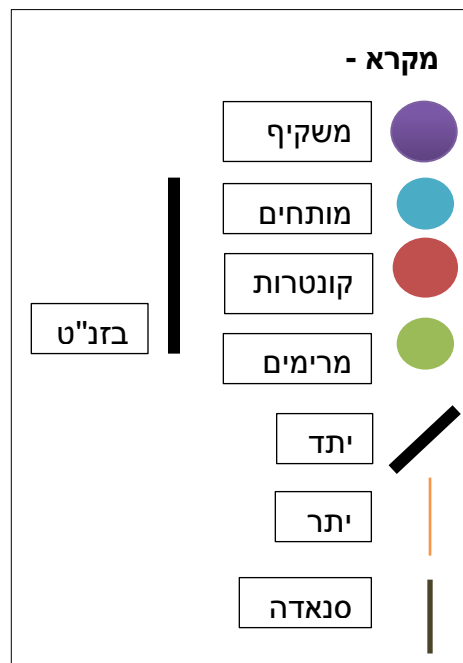 מקרא -
משקיף
מותחים
קונטרות
בזנ"ט
מרימים
יתד
יתר
סנאדה